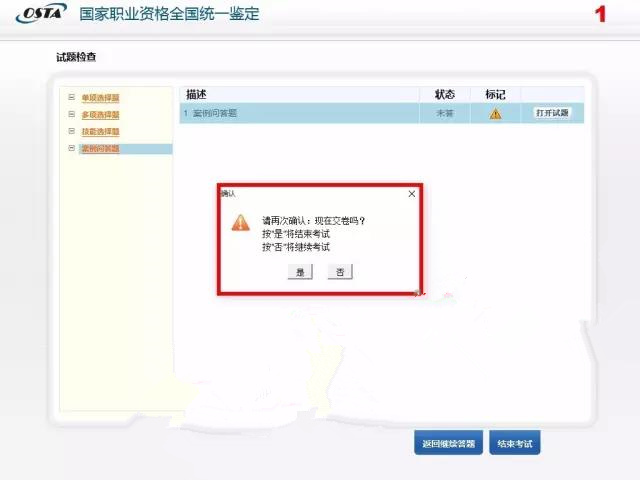 OSTA 国家职业资格全国统一鉴定 1
试题检查
单项选择题
多项选择题
技能选择题
案例问答题
描述 状态 标记
1 案例问答题 未答 打开试题
确认
请再次确认：现在交卷吗？
按"是"将结束考试
按"否"将继续考试
是 否
返回继续答题 结束考试